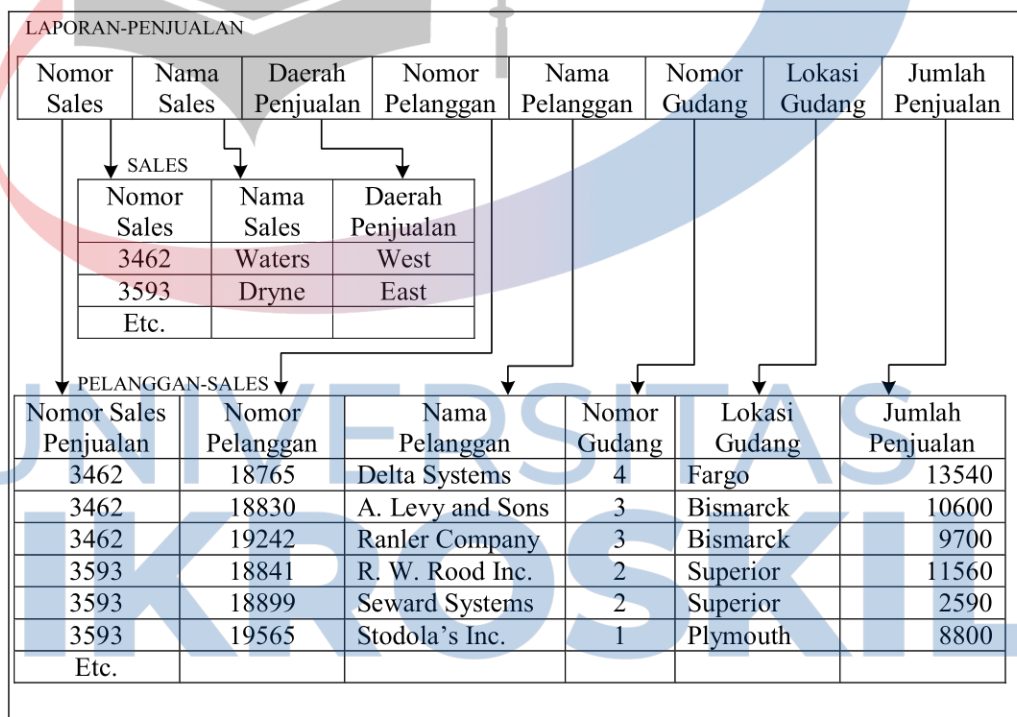 LAPORAN-PENJUALAN
Nomor Nama Daerah Nomor Nama Nomor Lokasi Jumlah
Sales Sales Penjualan Pelanggan Pelanggan Gudang Gudang Penjualan
SALES
Nomor Nama Daerah
Sales Sales Penjualan
3462 Waters West
3593 Dryne East
Etc.
PELANGGAN-SALES
Nomor Sales Nomor Nama Nomor Lokasi Jumlah
Penjualan Pelanggan Pelanggan Gudang Gudang Penjualan
3462 18765 Delta Systems 4 Fargo 13540
3462 18830 A. Levy and Sons 3 Bismarck 10600
3462 19242 Ranler Company 3 Bismarck 9700
3593 18841 R. W. Rood Inc. 2 Superior 11560
3593 18899 Seward Systems 2 Superior 2590
3593 19565 Stodola's Inc. 1 Plymouth 8800
Etc.
UNIVERSITAS
IKROSKIL